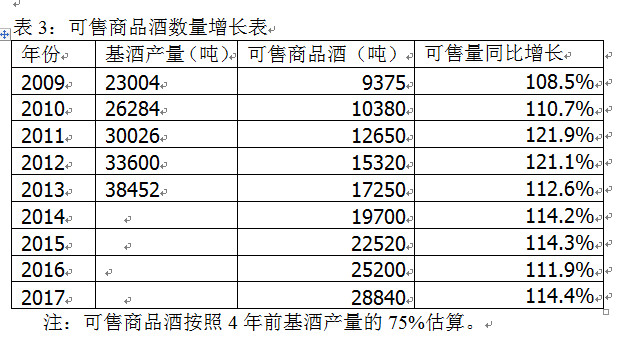 表 3：可售商品酒数量增长表
年份 基酒产量（吨） 可售商品酒（吨） 可售量同比增长
2009 23004 9375 108.5%
2010 26284 10380 110.7%
2011 30026 12650 121.9%
2012 33600 15320 121.1%
2013 38452 17250 112.6%
2014 19700 114.2%
2015 22520 114.3%
2016 25200 111.9%
2017 28840 114.4%
注：可售商品酒按照 4 年前基酒产量的 75%估算。